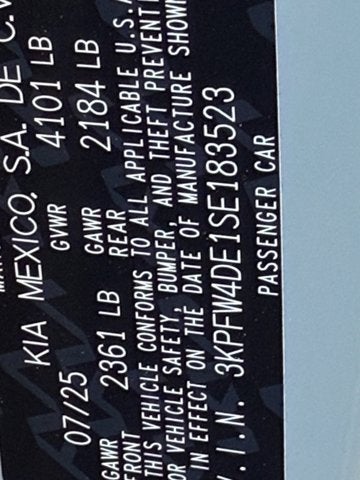 KIA MEXICO, S.A. DE C.V
07/25 GVWR 4101 LB
GAWR FRONT 2361 LB GAWR REAR 2184 LB
THIS VEHICLE CONFORMS TO ALL APPLICABLE U.S.A
OR VEHICLE SAFETY, BUMPER, AND THEFT PREVENTI
IN EFFECT ON THE DATE OF MANUFACTURE SHOWN
V.I.N. 3KPFW4DE1SE183523
PASSENGER CAR